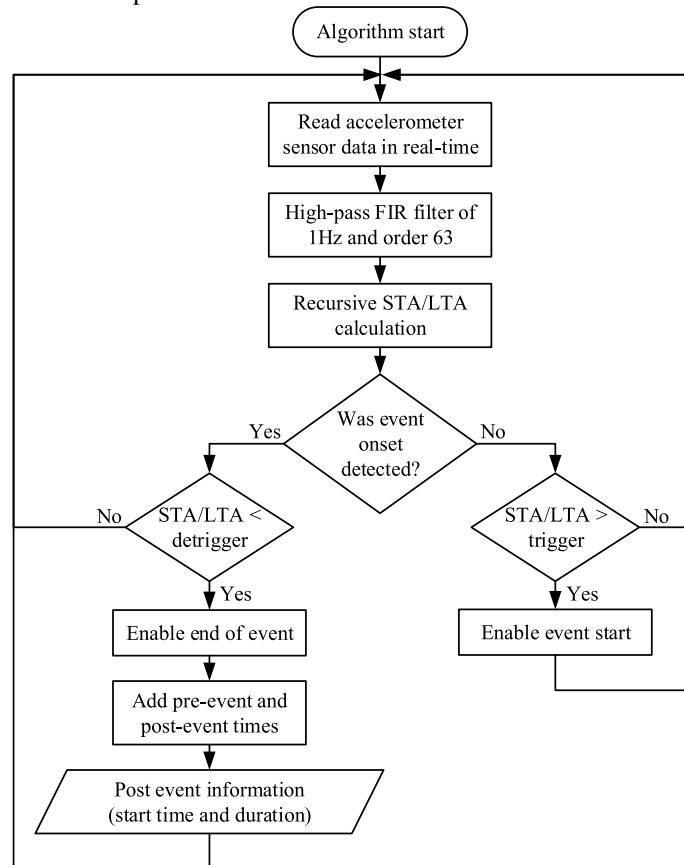 Algorithm start
Read accelerometer
sensor data in real-time
High-pass FIR filter of
1Hz and order 63
Recursive STA/LTA
calculation
Was event
onset
detected?
Yes
No
STA/LTA <
detrigger
No
Yes
STA/LTA >
trigger
No
Yes
Enable end of event
Enable event start
Add pre-event and
post-event times
Post event information
(start time and duration)